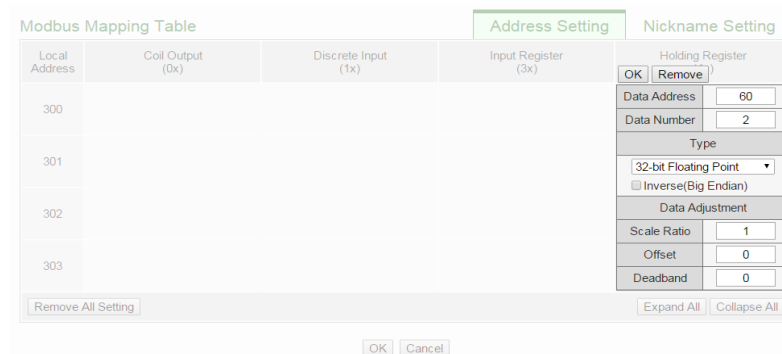 Modbus Mapping Table
Address Setting
Nickname Setting
Local Address
Coil Output (0x)
Discrete Input (1x)
Input Register (3x)
Holding Register
OK Remove
300
301
302
303
Data Address 60
Data Number 2
Type
32-bit Floating Point
Inverse(Big Endian)
Data Adjustment
Scale Ratio 1
Offset 0
Deadband 0
Remove All Setting
Expand All Collapse All
OK Cancel